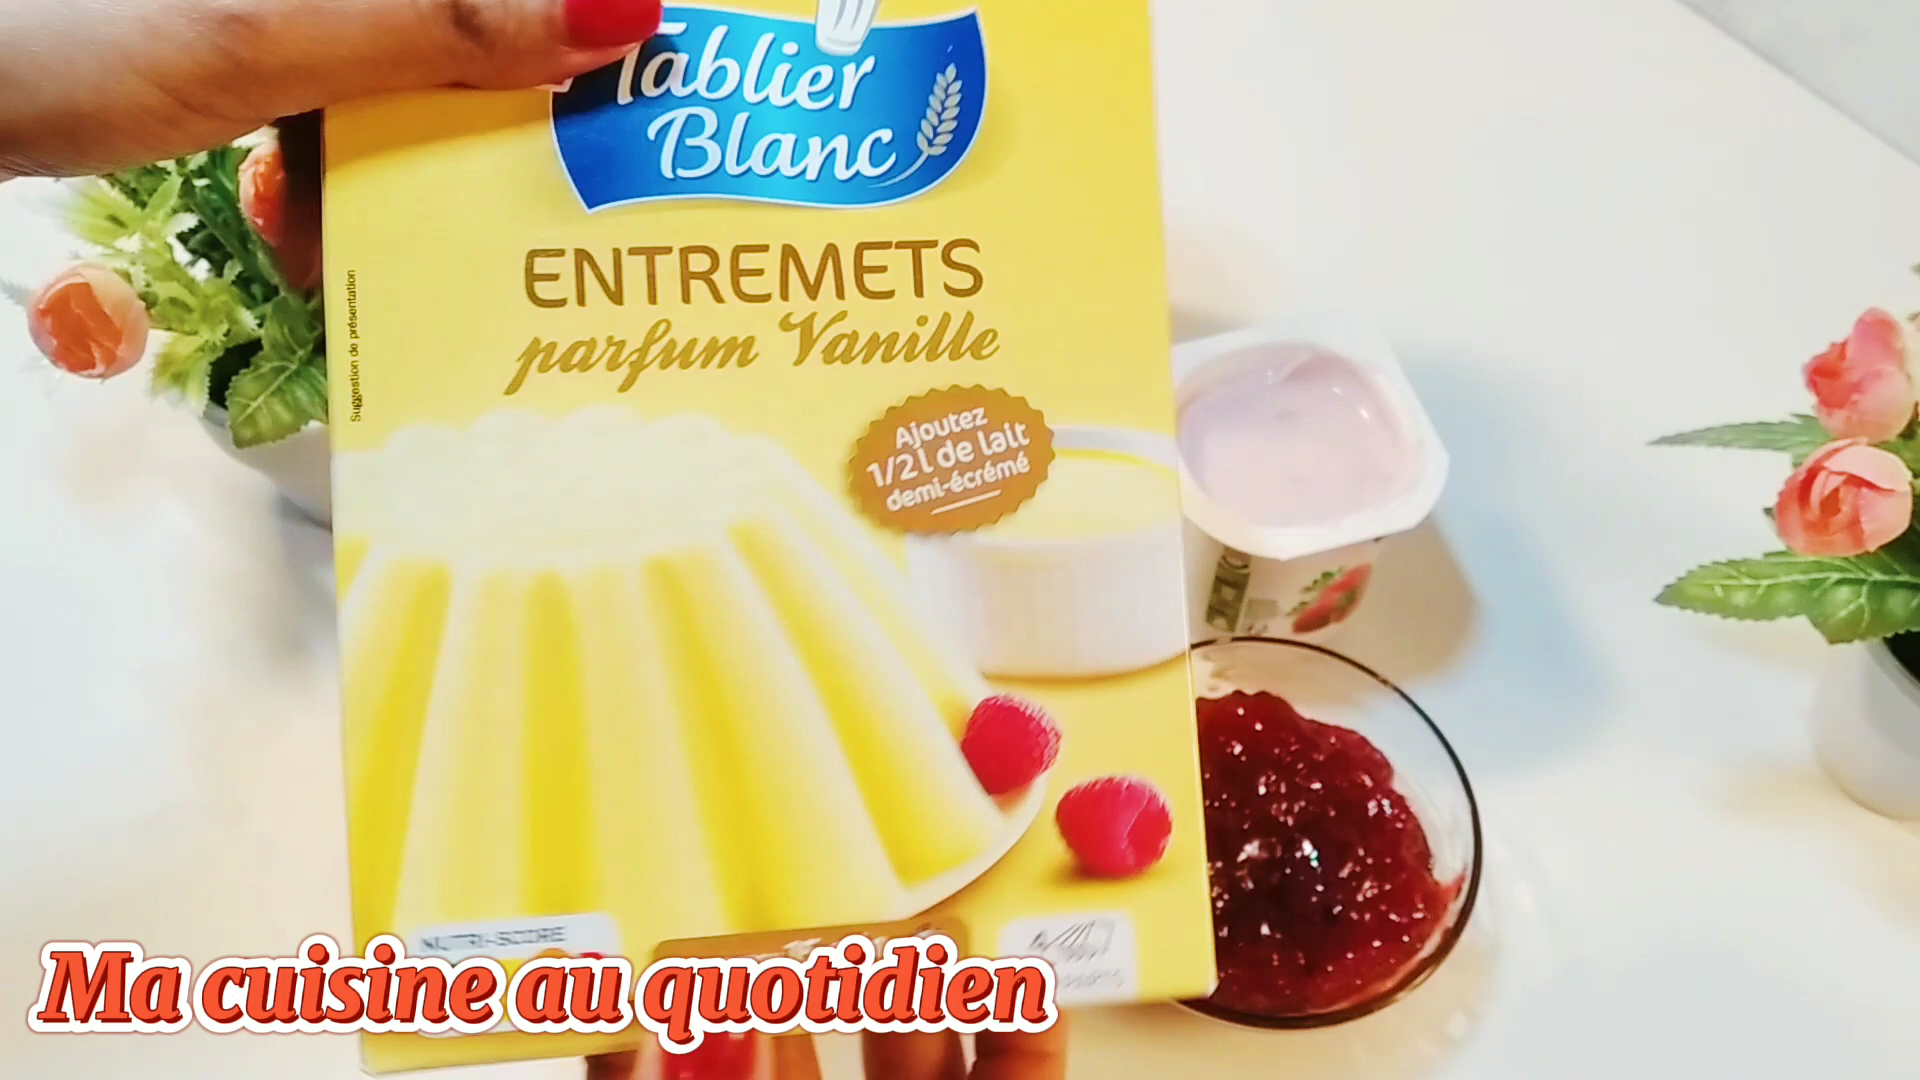 Tablier
Blanc
ENTREMETS
parfum Vanille
Suggestion de présentation
Ajoutez
1/2 l de lait
demi-écrémé
NUTRI-SCORE
PARTS
Ma cuisine au quotidien